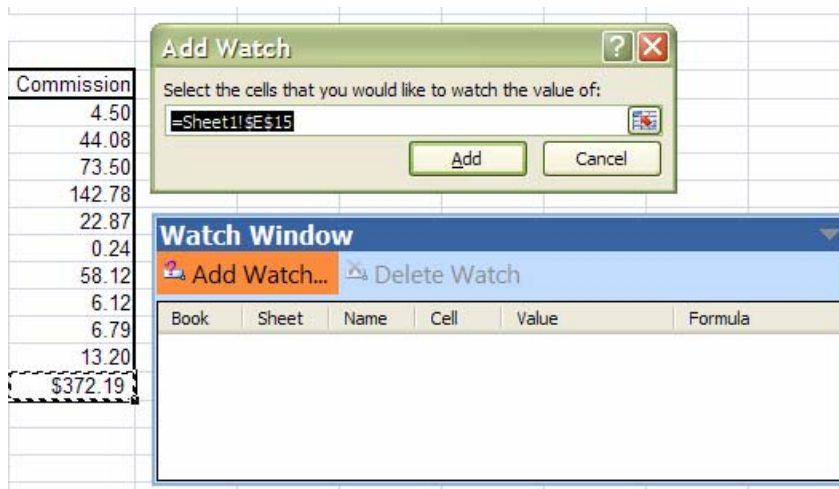 Add Watch
Select the cells that you would like to watch the value of:
=Sheet1!$E$15
Add Cancel
Commission
4.50
44.08
73.50
142.78
22.87
0.24
58.12
6.12
6.79
13.20
$372.19
Watch Window
Add Watch... Delete Watch
Book Sheet Name Cell Value Formula